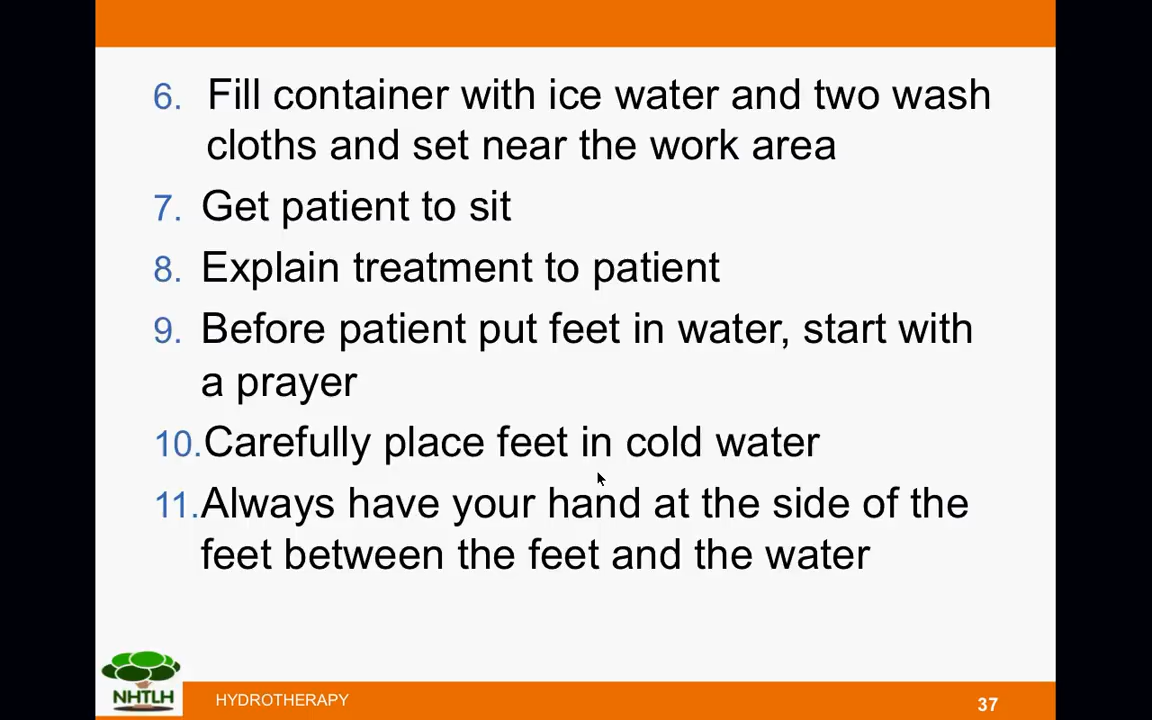 6. Fill container with ice water and two wash
cloths and set near the work area
7. Get patient to sit
8. Explain treatment to patient
9. Before patient put feet in water, start with
a prayer
10. Carefully place feet in cold water
11. Always have your hand at the side of the
feet between the feet and the water
NHTLH
HYDROTHERAPY
37